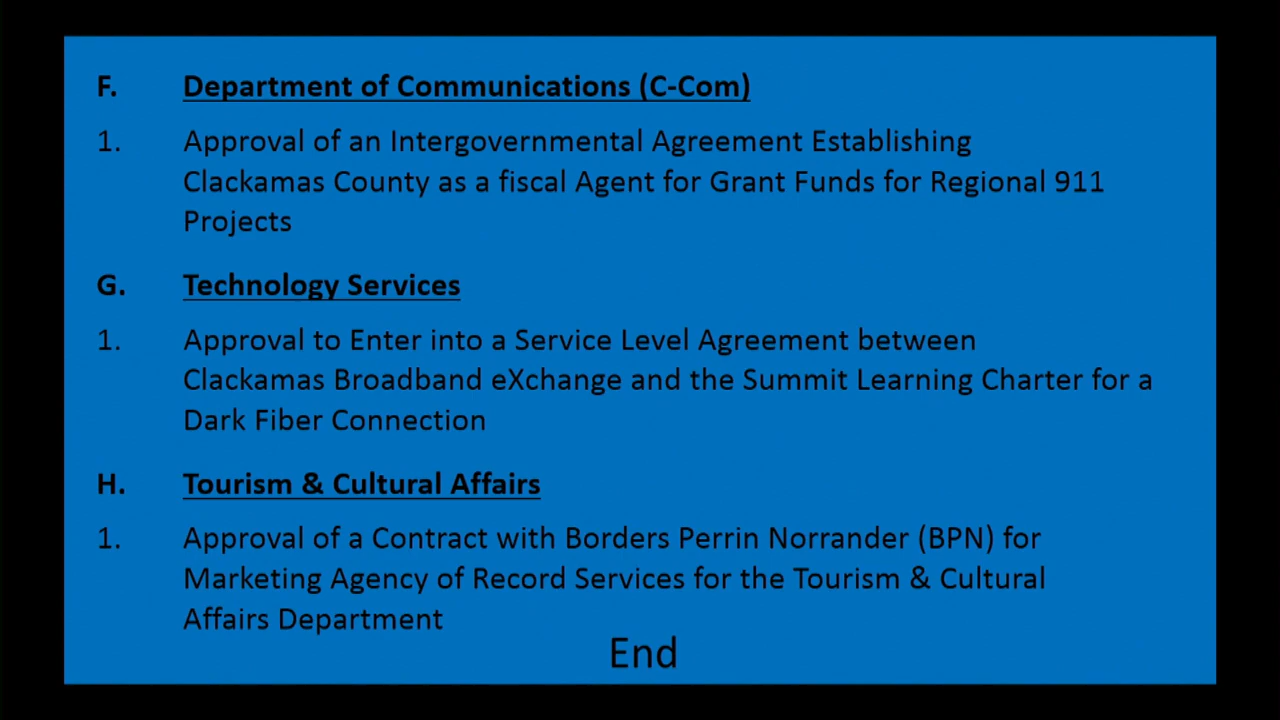 F. Department of Communications (C-Com)
1. Approval of an Intergovernmental Agreement Establishing
Clackamas County as a fiscal Agent for Grant Funds for Regional 911
Projects
G. Technology Services
1. Approval to Enter into a Service Level Agreement between
Clackamas Broadband eXchange and the Summit Learning Charter for a
Dark Fiber Connection
H. Tourism & Cultural Affairs
1. Approval of a Contract with Borders Perrin Norrander (BPN) for
Marketing Agency of Record Services for the Tourism & Cultural
Affairs Department
End